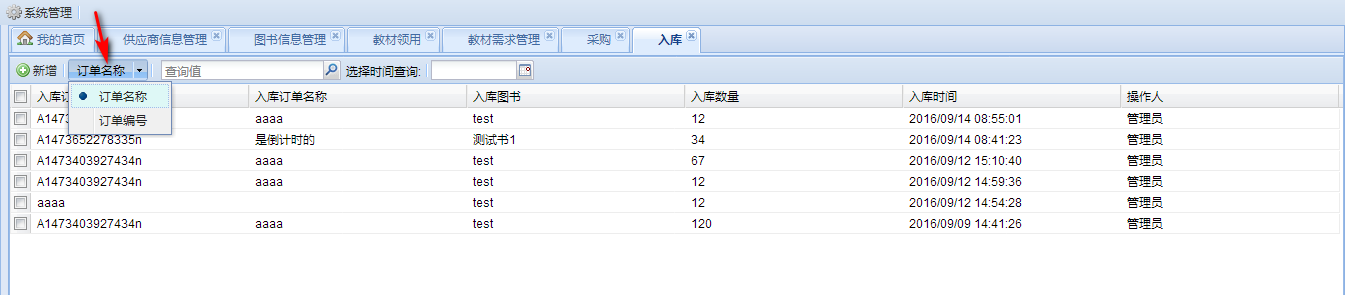 系统管理
我的首页 供应商信息管理 图书信息管理 教材领用 教材需求管理 采购 入库
新增 订单名称 查询值 选择时间查询:
入库订 入库订单名称 入库图书 入库数量 入库时间 操作人
订单名称
订单编号
A1473 aaaa test 12 2016/09/14 08:55:01 管理员
A1473652278335n 是倒计时的 测试书1 34 2016/09/14 08:41:23 管理员
A1473403927434n aaaa test 67 2016/09/12 15:10:40 管理员
A1473403927434n aaaa test 12 2016/09/12 14:59:36 管理员
aaaa test 12 2016/09/12 14:54:28 管理员
A1473403927434n aaaa test 120 2016/09/09 14:41:26 管理员